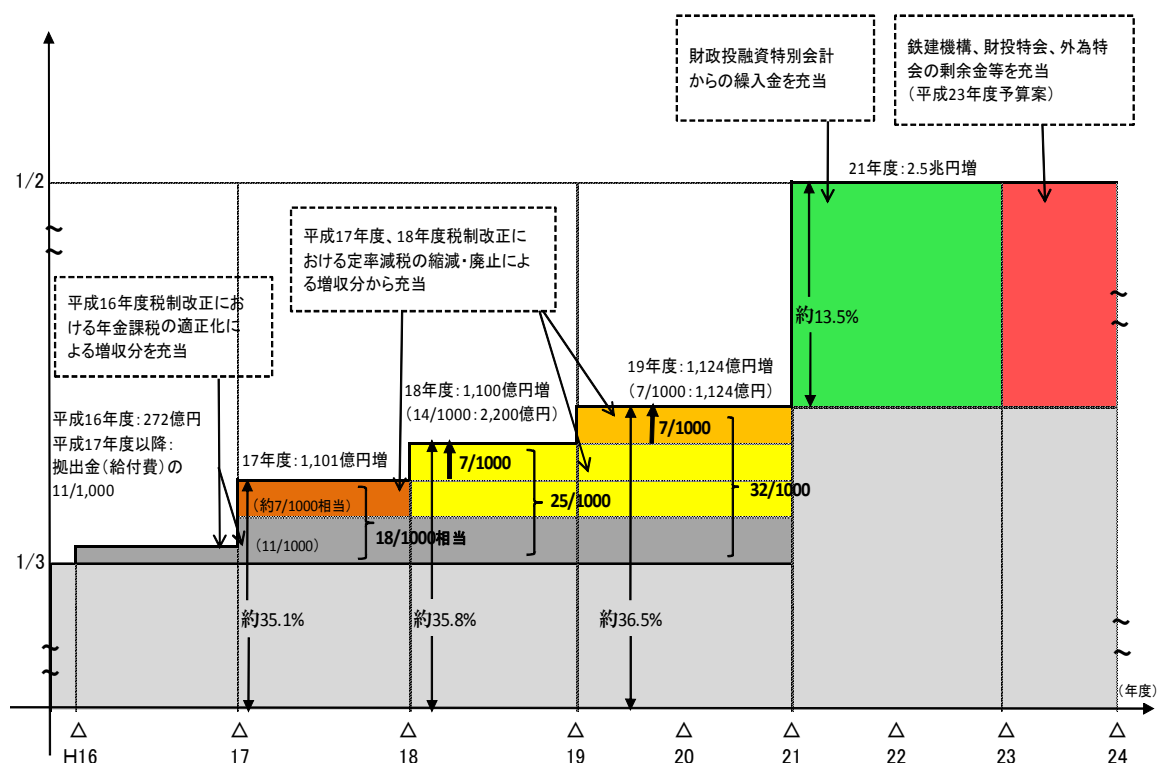 財政投融資特別会計
からの繰入金を充当
鉄建機構、財投特会、外為特
会の剰余金等を充当
（平成23年度予算案）
1/2
21年度：2.5兆円増
平成17年度、18年度税制改正に
おける定率減税の縮減・廃止によ
る増収分から充当
平成16年度税制改正にお
ける年金課税の適正化に
よる増収分を充当
約13.5%
19年度：1,124億円増
（7/1000：1,124億円）
18年度：1,100億円増
（14/1000：2,200億円）
平成16年度：272億円
平成17年度以降：
拠出金（給付費）の
11/1,000
17年度：1,101億円増
7/1000
7/1000
（約7/1000相当）
25/1000
32/1000
（11/1000）
18/1000相当
1/3
約35.1%
約35.8%
約36.5%
（年度）
H16
17
18
19
20
21
22
23
24